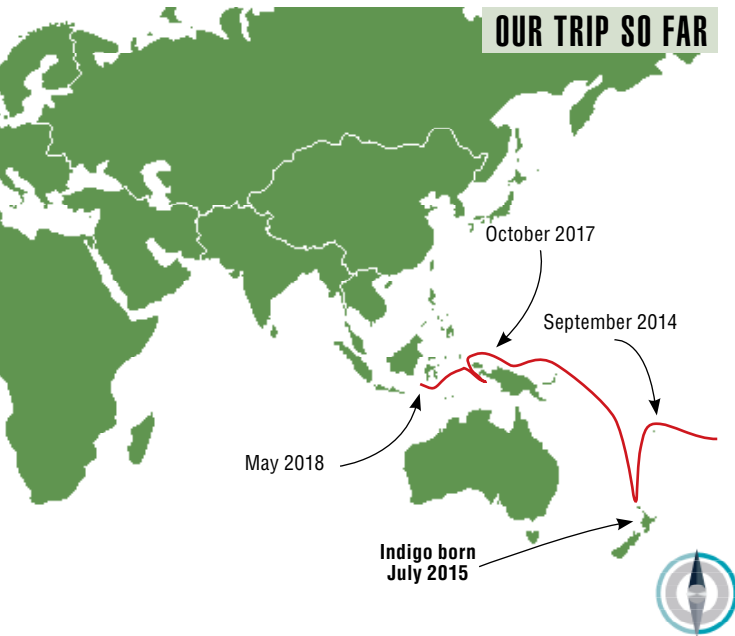 OUR TRIP SO FAR
October 2017
September 2014
May 2018
Indigo born
July 2015